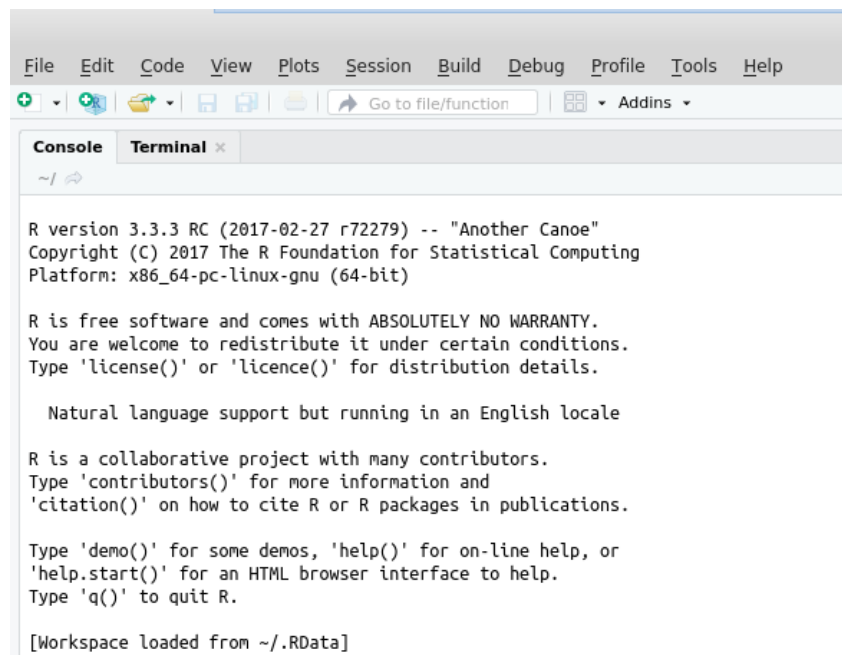 File Edit Code View Plots Session Build Debug Profile Tools Help
R Go to file/function Addins
Console Terminal ×
~/
R version 3.3.3 RC (2017-02-27 r72279) -- "Another Canoe"
Copyright (C) 2017 The R Foundation for Statistical Computing
Platform: x86_64-pc-linux-gnu (64-bit)
R is free software and comes with ABSOLUTELY NO WARRANTY.
You are welcome to redistribute it under certain conditions.
Type 'license()' or 'licence()' for distribution details.
Natural language support but running in an English locale
R is a collaborative project with many contributors.
Type 'contributors()' for more information and
'citation()' on how to cite R or R packages in publications.
Type 'demo()' for some demos, 'help()' for on-line help, or
'help.start()' for an HTML browser interface to help.
Type 'q()' to quit R.
[Workspace loaded from ~/.RData]